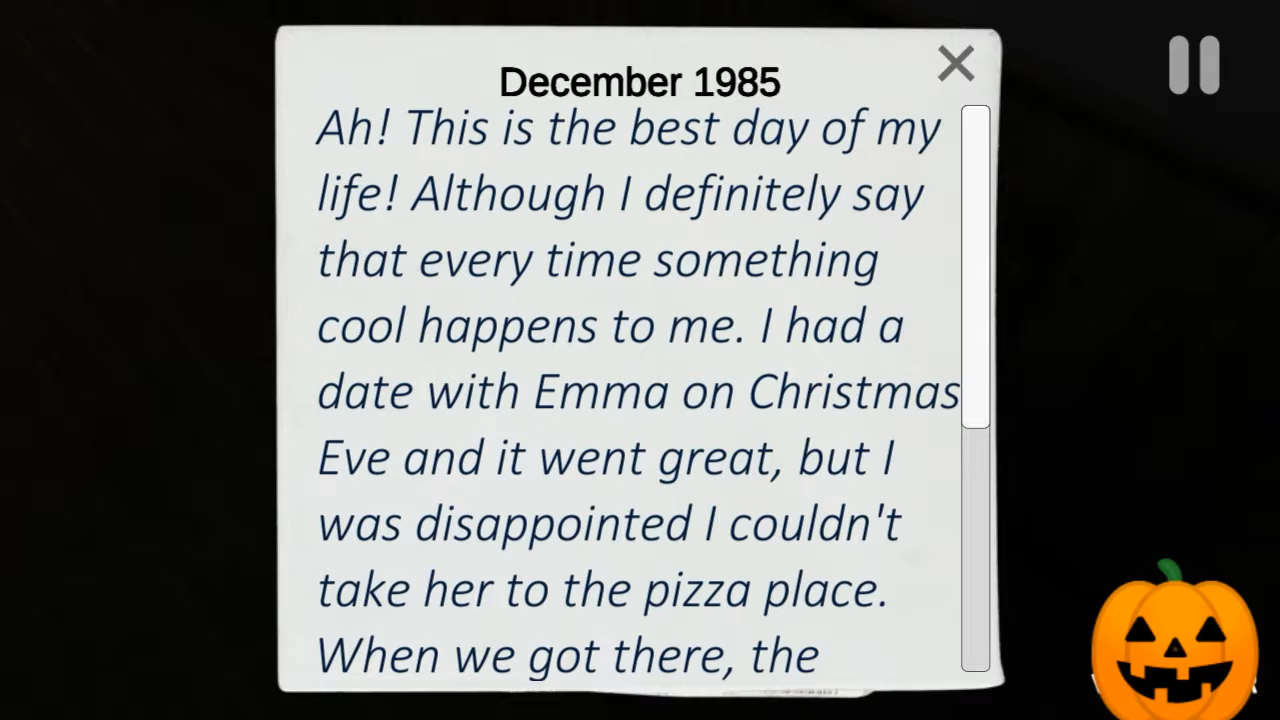 December 1985
Ah! This is the best day of my
life! Although I definitely say
that every time something
cool happens to me. I had a
date with Emma on Christmas
Eve and it went great, but I
was disappointed I couldn't
take her to the pizza place.
When we got there, the